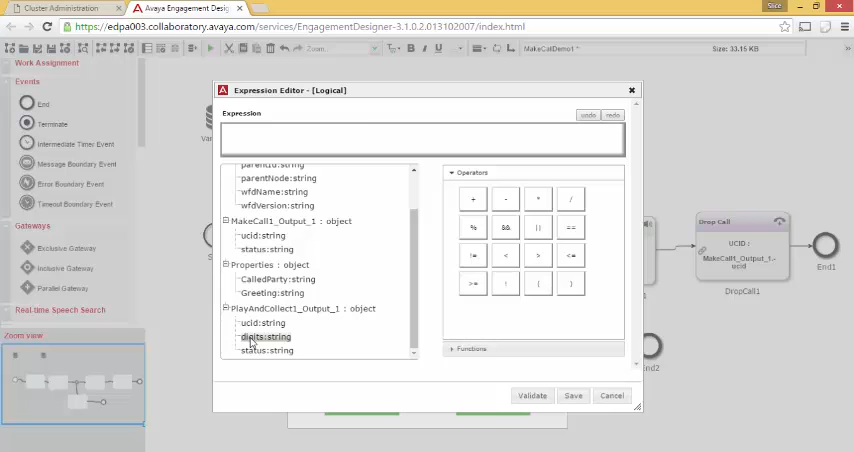 Cluster Administration
Avaya Engagement Desig
Slice
https://edpa003.collaboratory.avaya.com/services/EngagementDesigner-3.1.0.2.013102007/index.html
Zoom...
B I U
MakeCallDemo1 *
Size: 33.15 KB
Work Assignment
Events
End
Terminate
Intermediate Timer Event
Message Boundary Event
Error Boundary Event
Timeout Boundary Event
Gateways
Exclusive Gateway
Inclusive Gateway
Parallel Gateway
Real-time Speech Search
Zoom view
Expression Editor - [Logical]
Expression
undo
redo
parentId:string
parentNode:string
wfdName:string
wfdVersion:string
MakeCall1_Output_1 : object
ucid:string
status:string
Properties : object
CalledParty:string
Greeting:string
PlayAndCollect1_Output_1 : object
ucid:string
digits:string
status:string
Operators
+ - * /
% && || ==
!= < > <=
>= ! ( )
Functions
Validate
Save
Cancel
Drop Call
UCID :
MakeCall1_Output_1.-
ucid
DropCall1
End1
End2